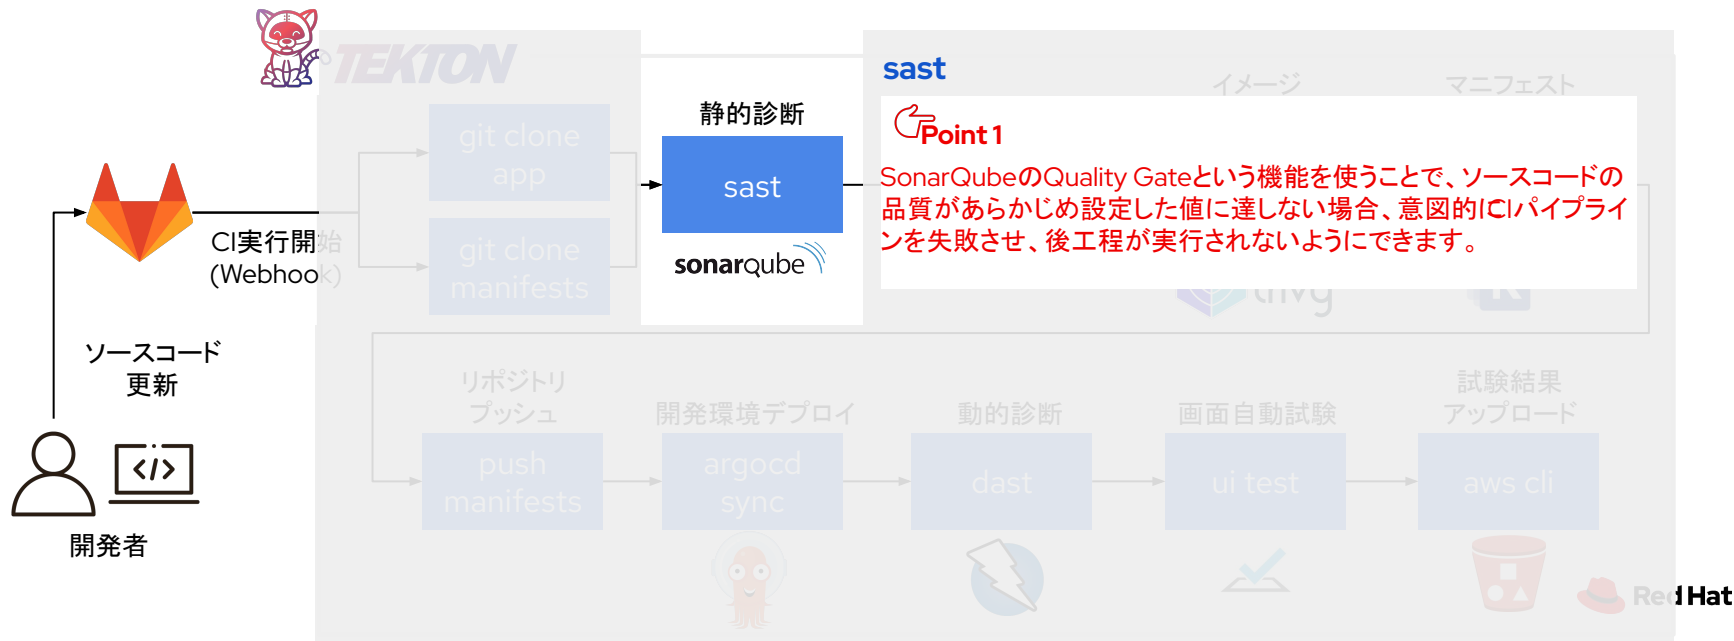 TEKTON
sast
イメージ
マニフェスト
静的診断
Point 1
git clone
app
sast
SonarQubeのQuality Gateという機能を使うことで、ソースコードの
品質があらかじめ設定した値に達しない場合、意図的にCIパイプライ
ンを失敗させ、後工程が実行されないようにできます。
CI実行開始
(Webhook)
git clone
manifests
sonarqube
ソースコード
更新
リポジトリ
プッシュ
開発環境デプロイ
動的診断
画面自動試験
試験結果
アップロード
push
manifests
argocd
sync
dast
ui test
aws cli
開発者
Red Hat